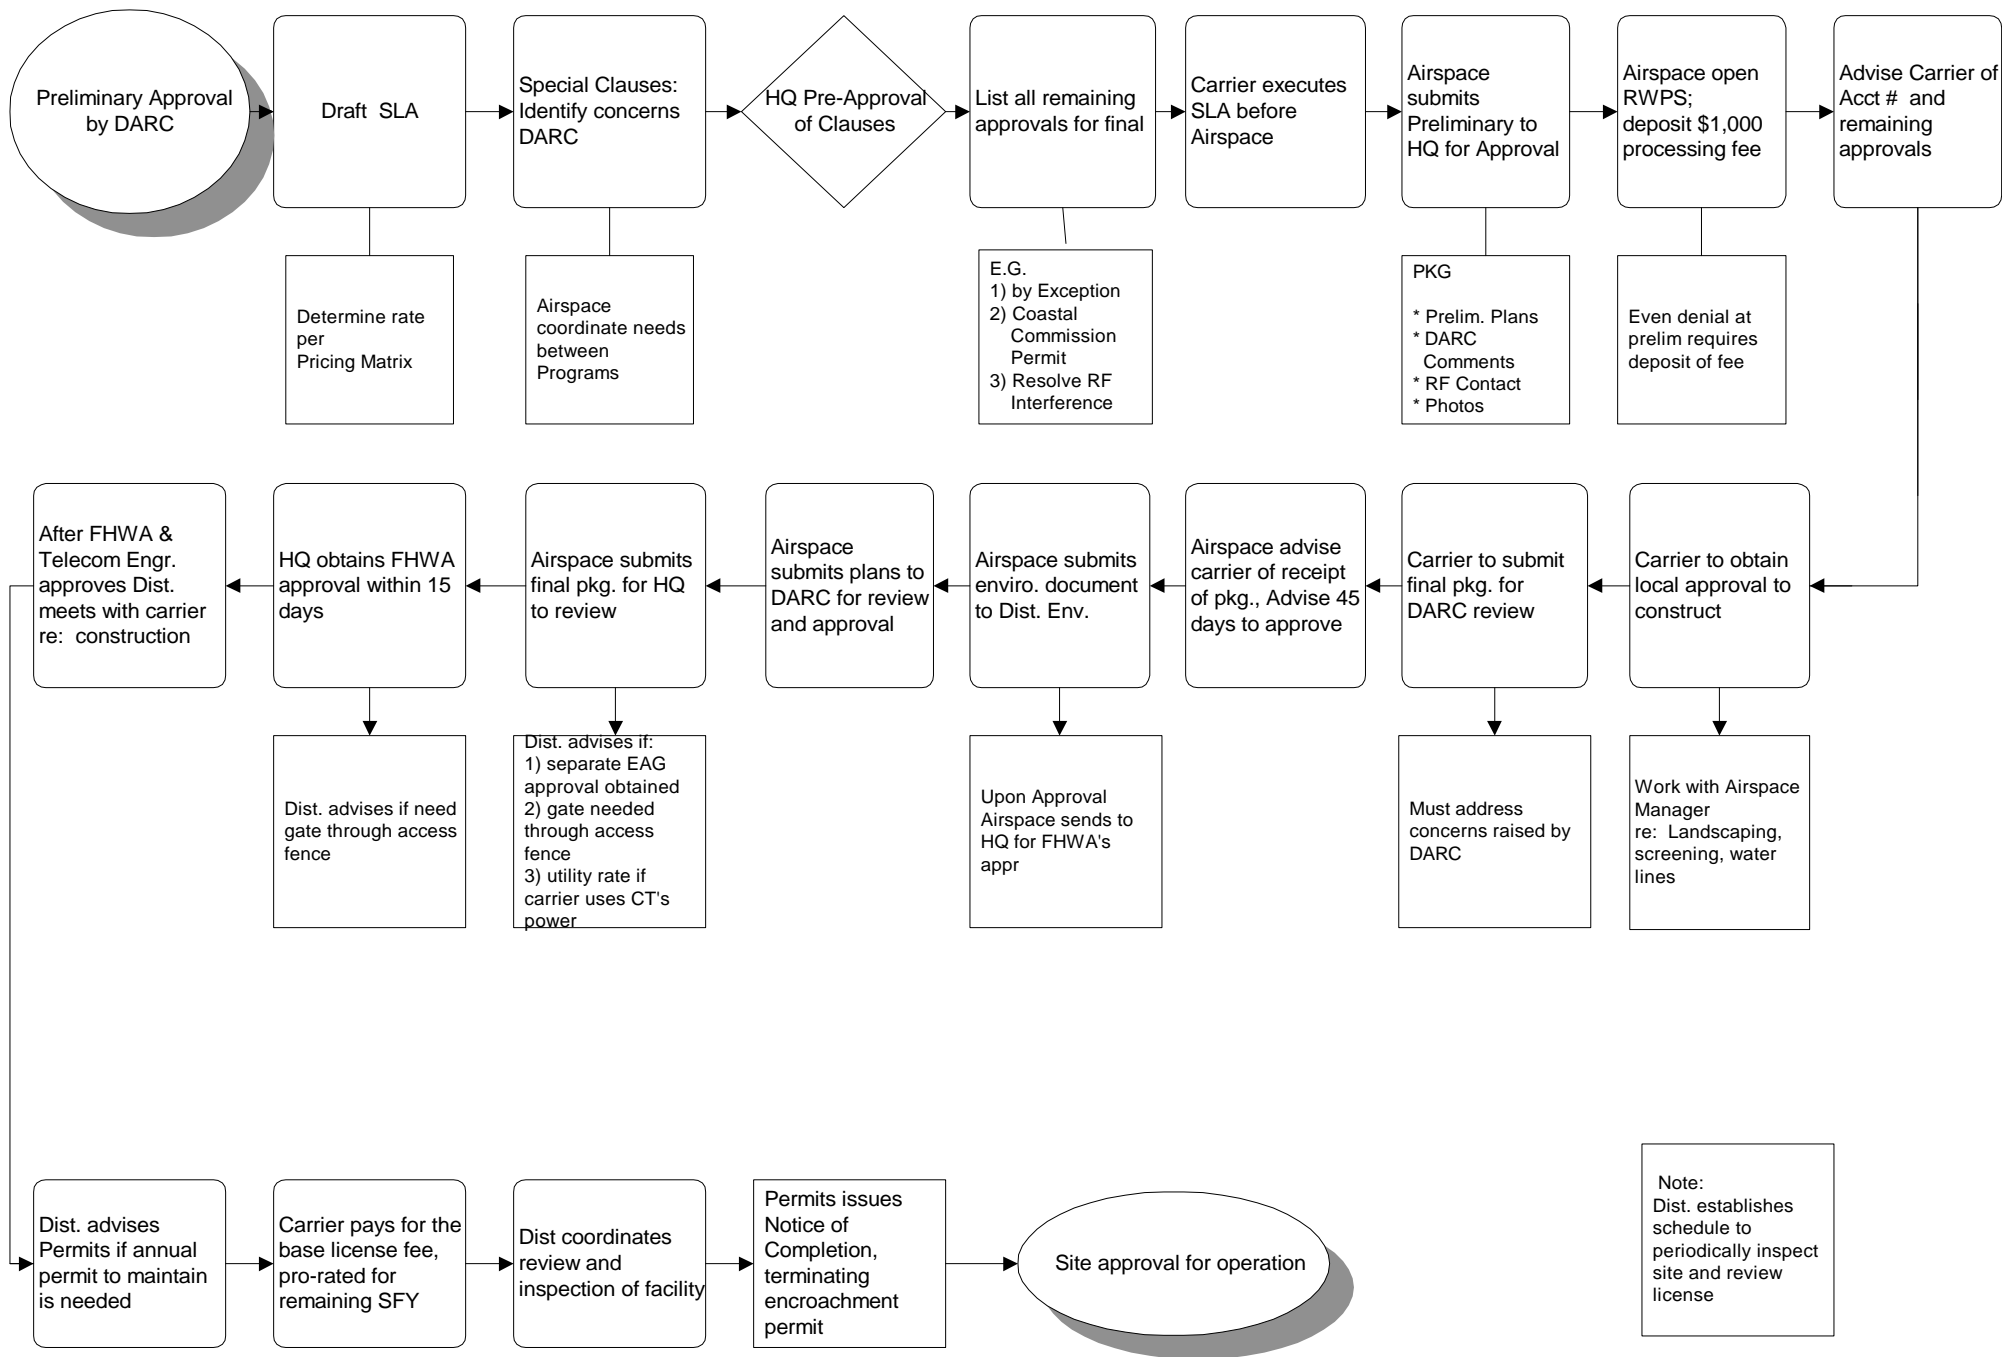 Preliminary Approval
by DARC
Draft SLA
Special Clauses:
Identify concerns
DARC
HQ Pre-Approval
of Clauses
List all remaining
approvals for final
Carrier executes
SLA before
Airspace
Airspace
submits
Preliminary to
HQ for Approval
Airspace open
RWPS;
deposit $1,000
processing fee
Advise Carrier of
Acct # and
remaining
approvals
Determine rate
per
Pricing Matrix
Airspace
coordinate needs
between
Programs
E.G.
1) by Exception
2) Coastal
Commission
Permit
3) Resolve RF
Interference
PKG
* Prelim. Plans
* DARC
Comments
* RF Contact
* Photos
Even denial at
prelim requires
deposit of fee
After FHWA &
Telecom Engr.
approves Dist.
meets with carrier
re: construction
HQ obtains FHWA
approval within 15
days
Airspace submits
final pkg. for HQ
to review
Airspace
submits plans to
DARC for review
and approval
Airspace submits
enviro. document
to Dist. Env.
Airspace advise
carrier of receipt
of pkg., Advise 45
days to approve
Carrier to submit
final pkg. for
DARC review
Carrier to obtain
local approval to
construct
Dist. advises if need
gate through access
fence
Dist. advises if:
1) separate EAG
approval obtained
2) gate needed
through access
fence
3) utility rate if
carrier uses CT's
power
Upon Approval
Airspace sends to
HQ for FHWA's
appr
Must address
concerns raised by
DARC
Work with Airspace
Manager
re: Landscaping,
screening, water
lines
Dist. advises
Permits if annual
permit to maintain
is needed
Carrier pays for the
base license fee,
pro-rated for
remaining SFY
Dist coordinates
review and
inspection of facility
Permits issues
Notice of
Completion,
terminating
encroachment
permit
Site approval for operation
Note:
Dist. establishes
schedule to
periodically inspect
site and review
license